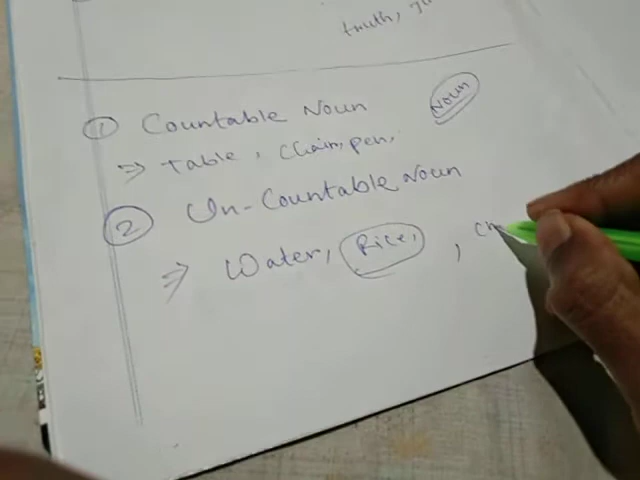 truth,
① Countable Noun
Noun
⇒ Table, Chair, pen,
② Un-Countable Noun
⇒ Water, Rice, ,